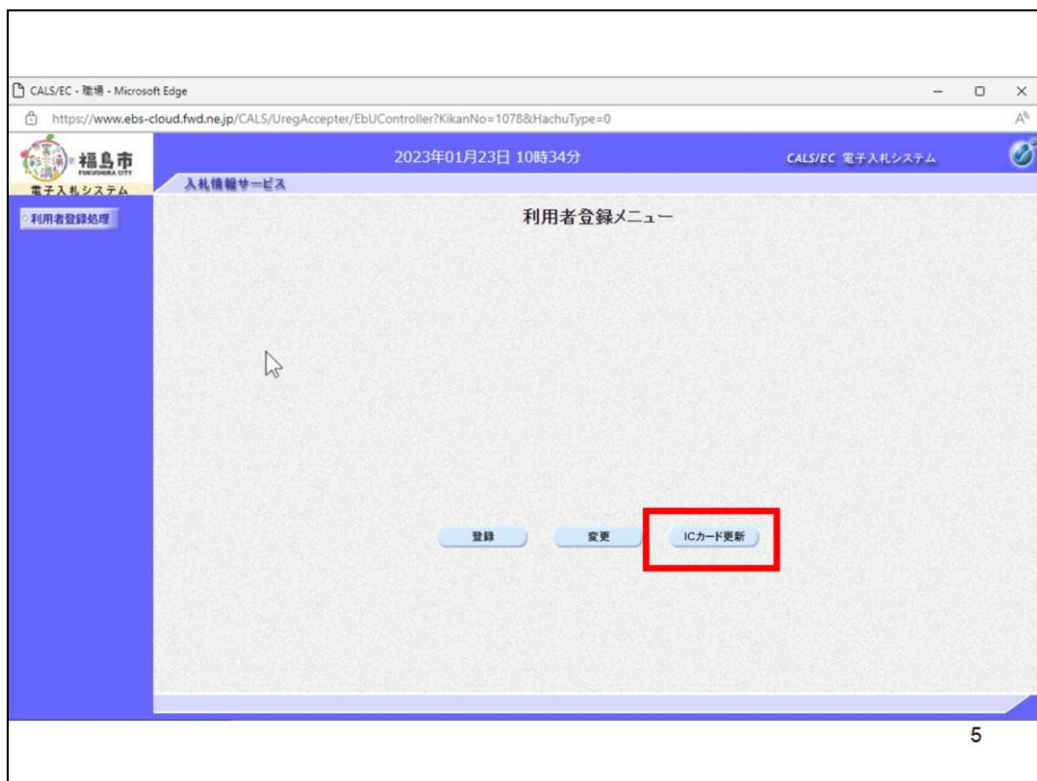 CALS/EC - 職場 - Microsoft Edge
https://www.ebs-cloud.fwd.ne.jp/CALS/UregAccepter/EbUController?KikanNo=1078&HachuType=0
福島市
FUKUSHIMA CITY
電子入札システム
2023年01月23日 10時34分
CALS/EC 電子入札システム
入札情報サービス
利用者登録処理
利用者登録メニュー
登録
変更
ICカード更新
5